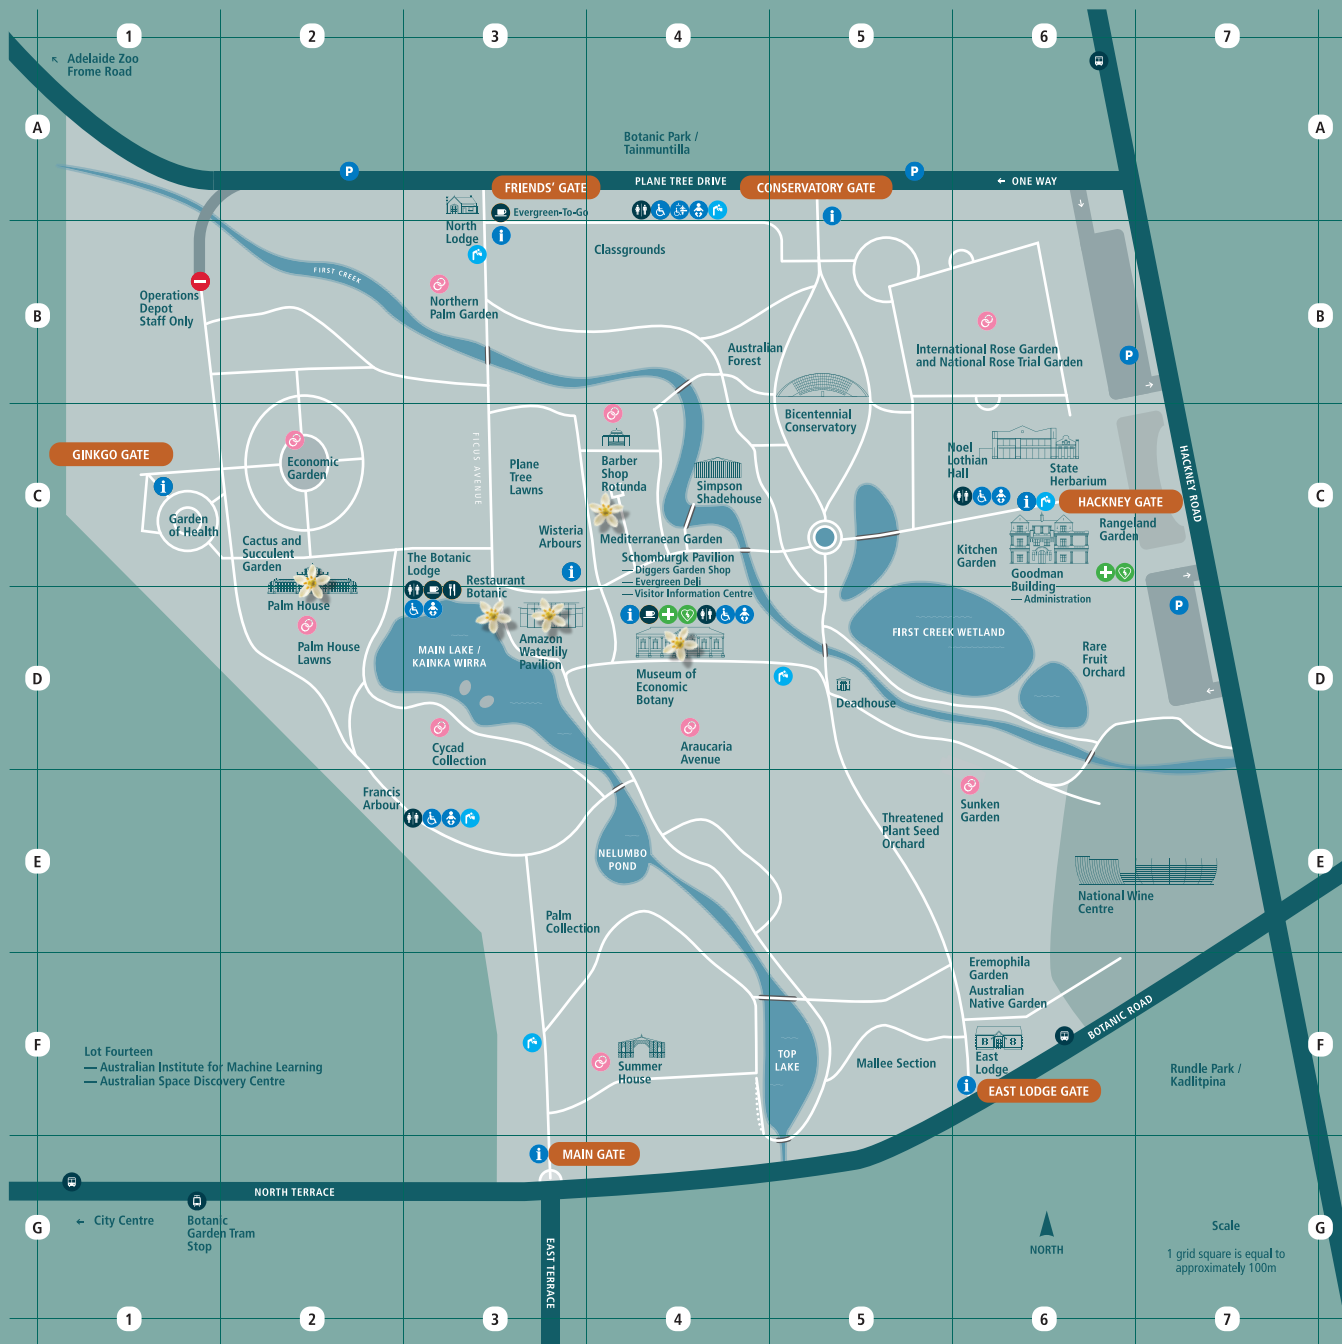 1 2 3 4 5 6 7
Adelaide Zoo
Frome Road
A
A
Botanic Park /
Tainmuntilla
P
P
FRIENDS' GATE
PLANE TREE DRIVE
CONSERVATORY GATE
← ONE WAY
Evergreen-To-Go
North
Lodge
Classgrounds
FIRST CREEK
Operations
Depot
Staff Only
Northern
Palm Garden
B
B
Australian
Forest
International Rose Garden
and National Rose Trial Garden
P
Bicentennial
Conservatory
GINKGO GATE
Economic
Garden
FICUS AVENUE
Plane
Tree
Lawns
Barber
Shop
Rotunda
Simpson
Shadehouse
Noel
Lothian
Hall
State
Herbarium
HACKNEY ROAD
C
C
HACKNEY GATE
Garden
of Health
Rangeland
Garden
Wisteria
Arbours
Mediterranean Garden
Cactus and
Succulent
Garden
The Botanic
Lodge
Schomburgk Pavilion
— Diggers Garden Shop
— Evergreen Deli
— Visitor Information Centre
Kitchen
Garden
Goodman
Building
— Administration
Restaurant
Botanic
Palm House
P
FIRST CREEK WETLAND
Palm House
Lawns
MAIN LAKE /
KAINKA WIRRA
Amazon
Waterlily
Pavilion
Rare
Fruit
Orchard
D
D
Museum of
Economic
Botany
Deadhouse
Cycad
Collection
Araucaria
Avenue
Francis
Arbour
Sunken
Garden
Threatened
Plant Seed
Orchard
NELUMBO
POND
E
E
National Wine
Centre
Palm
Collection
Eremophila
Garden
Australian
Native Garden
BOTANIC ROAD
F
F
Lot Fourteen
— Australian Institute for Machine Learning
— Australian Space Discovery Centre
Summer
House
TOP
LAKE
Mallee Section
East
Lodge
Rundle Park /
Kadlitpina
EAST LODGE GATE
MAIN GATE
NORTH TERRACE
← City Centre
Botanic
Garden Tram
Stop
G
G
EAST TERRACE
NORTH
Scale
1 grid square is equal to
approximately 100m
1 2 3 4 5 6 7